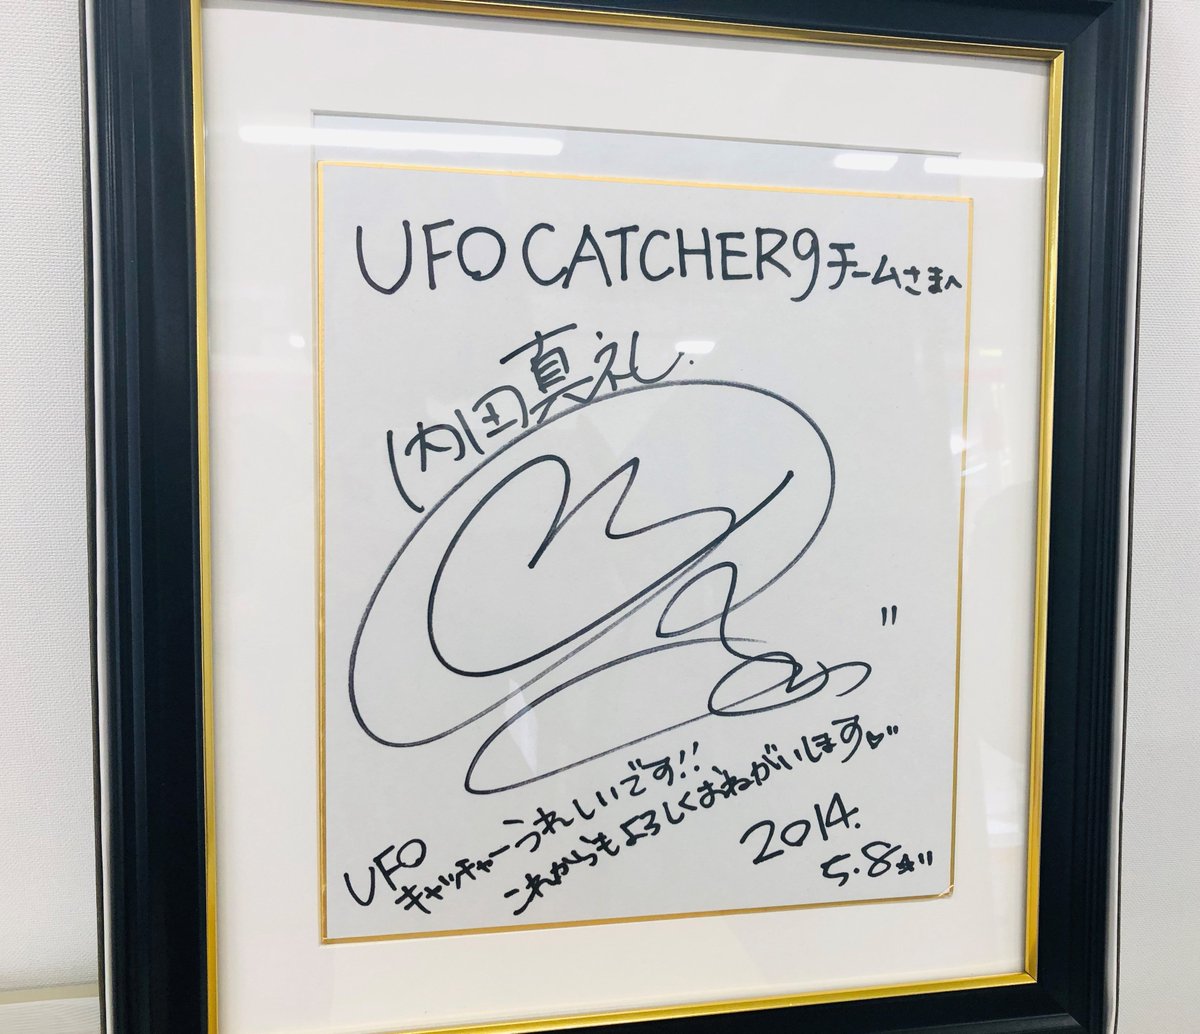 UFO CATCHER9チームさまへ
内田真礼
UFOキャッチャーうれしいです!!
これからもよろしくおねがいします♡
2014.
5.8☆